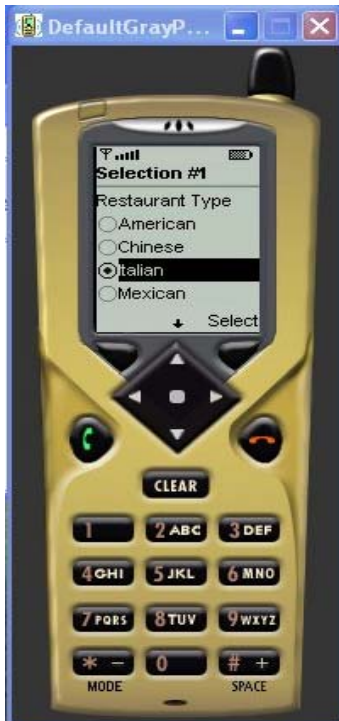 DefaultGrayP...
Selection #1
Restaurant Type
American
Chinese
Italian
Mexican
Select
CLEAR
1 2 ABC 3 DEF
4 GHI 5 JKL 6 MNO
7 PQRS 8 TUV 9 WXYZ
* - 0 # +
MODE SPACE